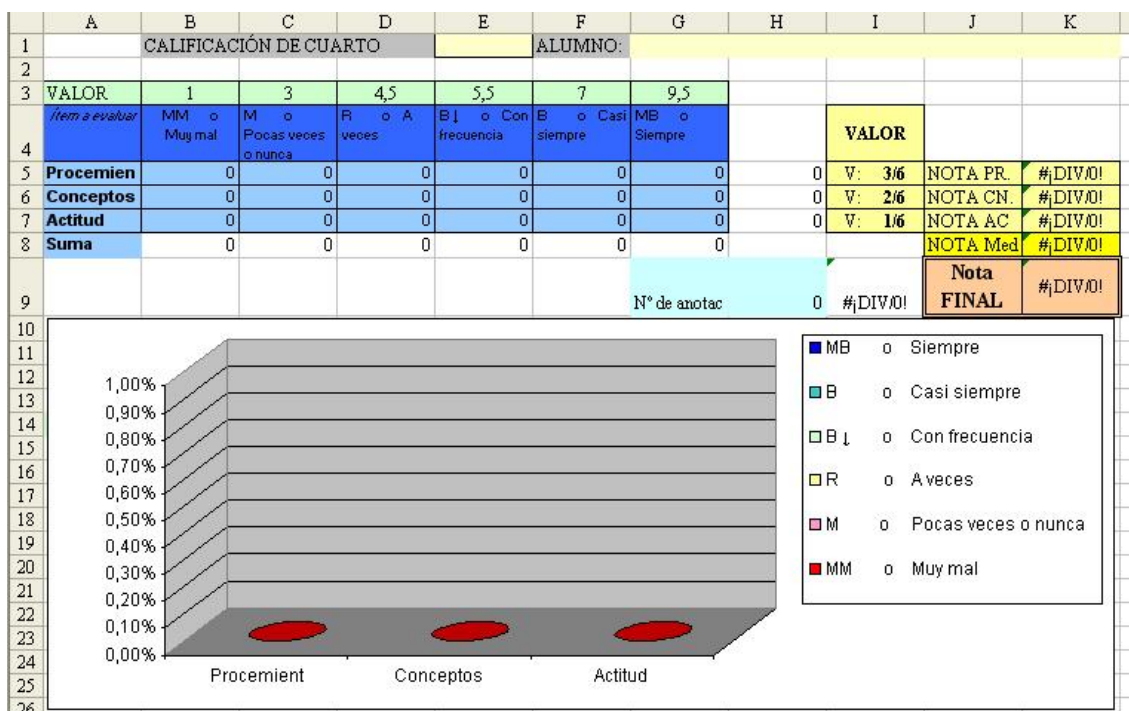 A B C D E F G H I J K
1 CALIFICACIÓN DE CUARTO ALUMNO:
2
3 VALOR 1 3 4,5 5,5 7 9,5
4 Ítem a evaluar MM o Muy mal M o Pocas veces o nunca R o A veces B↓ o Con frecuencia B o Casi siempre MB o Siempre VALOR
5 Procemien 0 0 0 0 0 0 0 V: 3/6 NOTA PR. #¡DIV/0!
6 Conceptos 0 0 0 0 0 0 0 V: 2/6 NOTA CN. #¡DIV/0!
7 Actitud 0 0 0 0 0 0 0 V: 1/6 NOTA AC #¡DIV/0!
8 Suma 0 0 0 0 0 0 NOTA Med #¡DIV/0!
9 Nº de anotac 0 #¡DIV/0! Nota FINAL #¡DIV/0!
10
11
12
13
14
15
16
17
18
19
20
21
22
23
24
25
26
1,00%
0,90%
0,80%
0,70%
0,60%
0,50%
0,40%
0,30%
0,20%
0,10%
0,00%
Procemient Conceptos Actitud
MB o Siempre
B o Casi siempre
B↓ o Con frecuencia
R o A veces
M o Pocas veces o nunca
MM o Muy mal